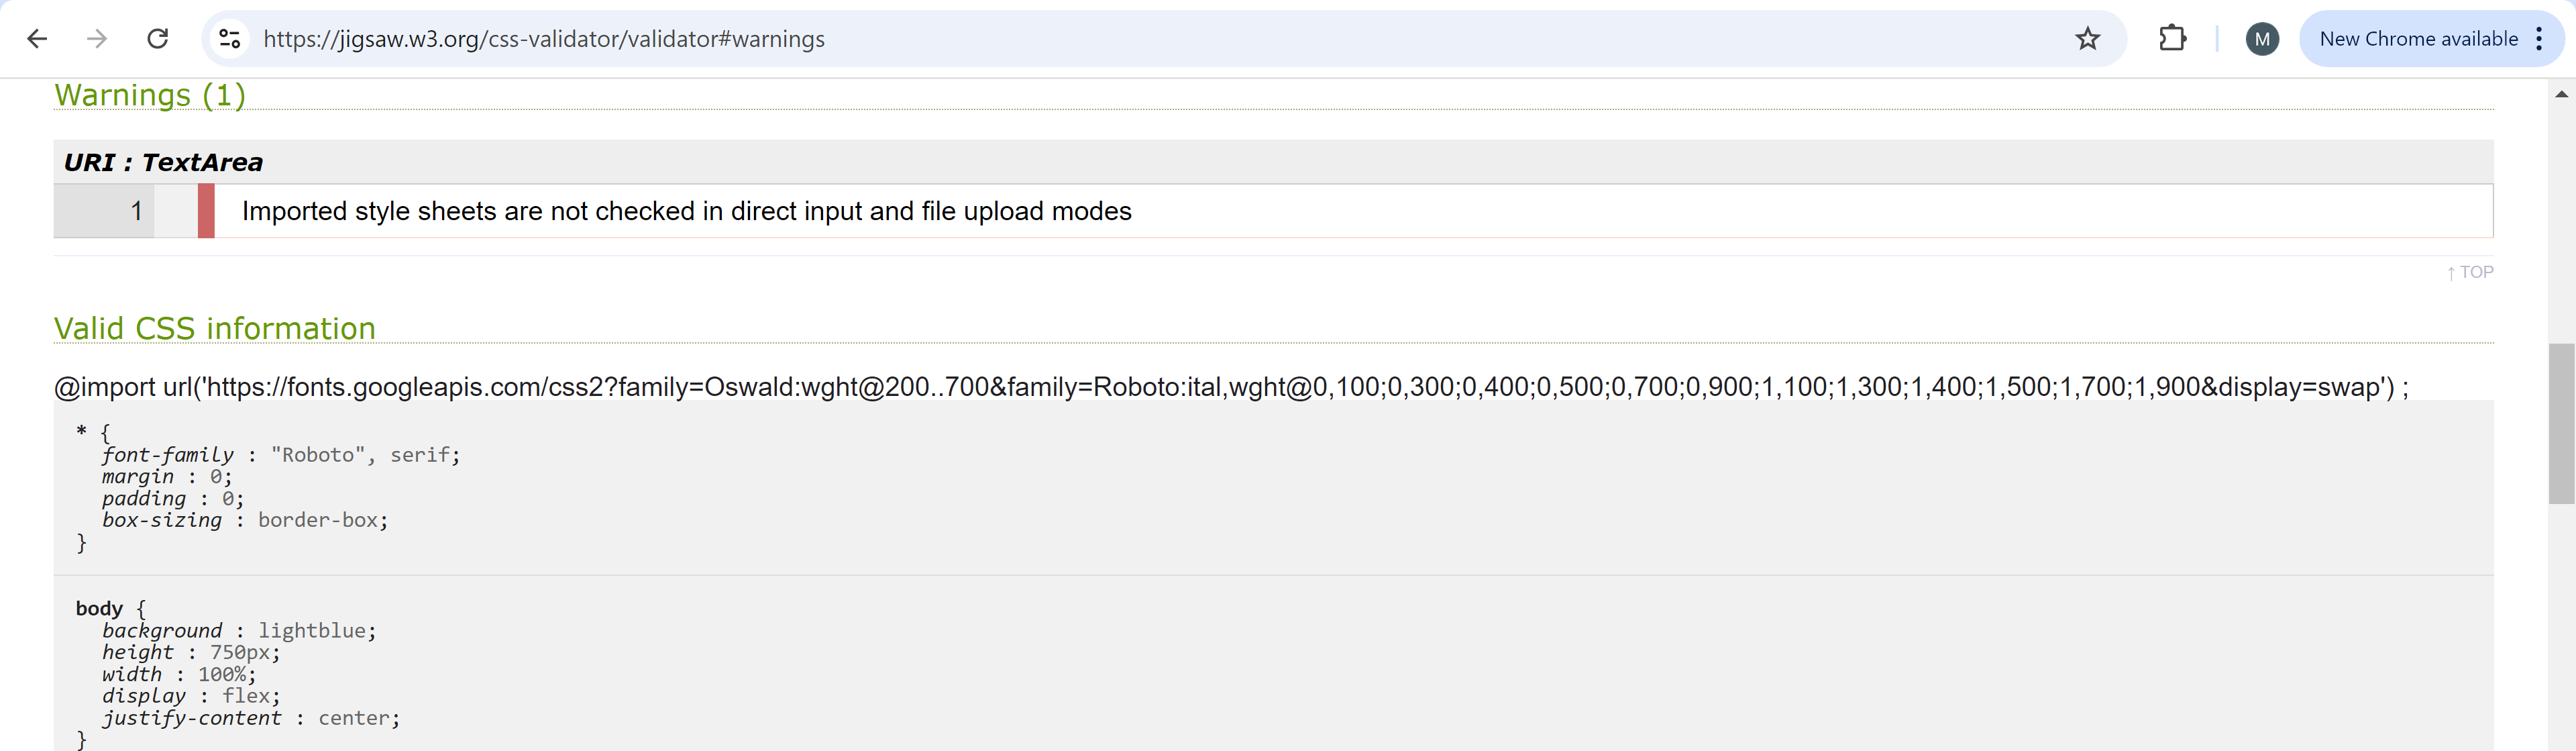 https://jigsaw.w3.org/css-validator/validator#warnings
M
New Chrome available
Warnings (1)
URI : TextArea
1 Imported style sheets are not checked in direct input and file upload modes
↑ TOP
Valid CSS information
@import url('https://fonts.googleapis.com/css2?family=Oswald:wght@200..700&family=Roboto:ital,wght@0,100;0,300;0,400;0,500;0,700;0,900;1,100;1,300;1,400;1,500;1,700;1,900&display=swap') ;
* {
font-family : "Roboto", serif;
margin : 0;
padding : 0;
box-sizing : border-box;
}
body {
background : lightblue;
height : 750px;
width : 100%;
display : flex;
justify-content : center;
}